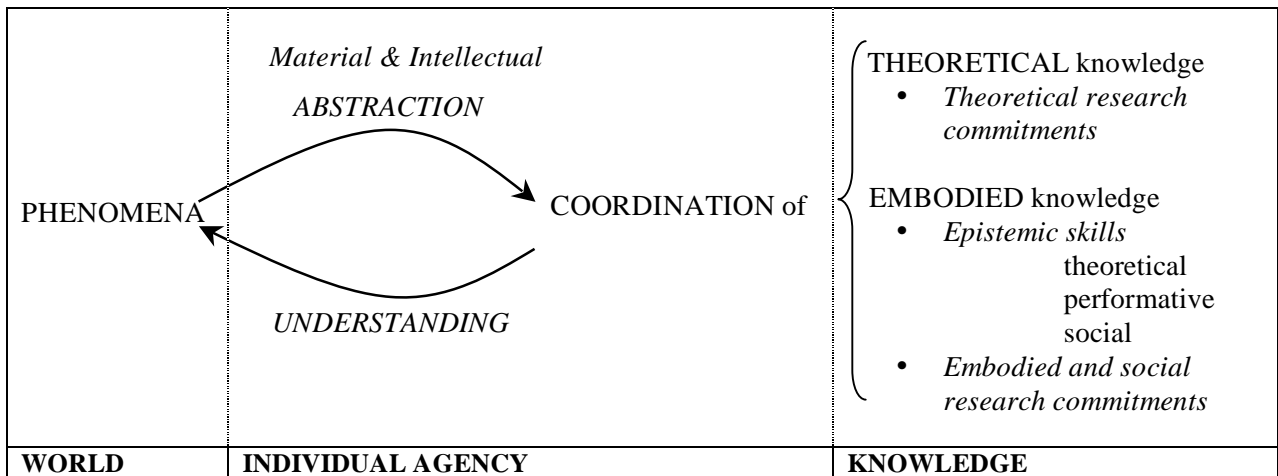 Material & Intellectual
ABSTRACTION
PHENOMENA
COORDINATION of
UNDERSTANDING
THEORETICAL knowledge
• Theoretical research
commitments
EMBODIED knowledge
• Epistemic skills
theoretical
performative
social
• Embodied and social
research commitments
WORLD
INDIVIDUAL AGENCY
KNOWLEDGE